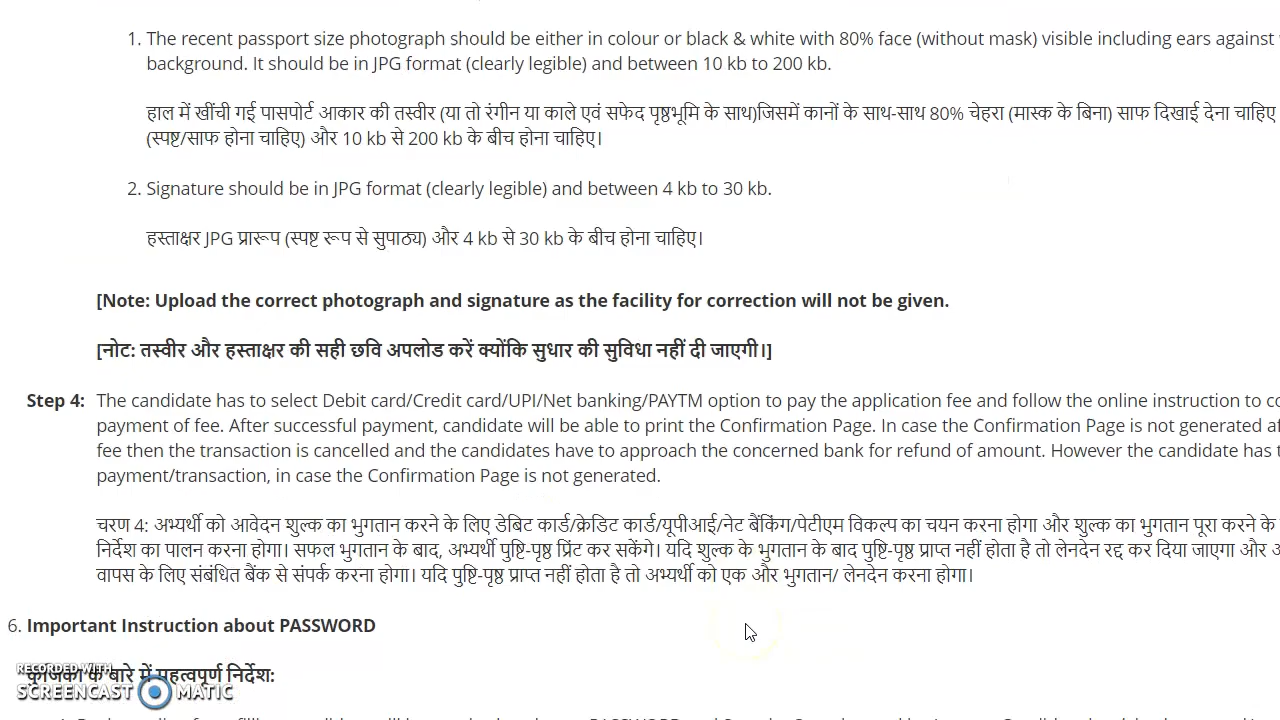 1. The recent passport size photograph should be either in colour or black & white with 80% face (without mask) visible including ears against
background. It should be in JPG format (clearly legible) and between 10 kb to 200 kb.
हाल में खींची गई पासपोर्ट आकार की तस्वीर (या तो रंगीन या काले एवं सफेद पृष्ठभूमि के साथ)जिसमें कानों के साथ-साथ 80% चेहरा (मास्क के बिना) साफ दिखाई देना चाहिए
(स्पष्ट/साफ होना चाहिए) और 10 kb से 200 kb के बीच होना चाहिए।
2. Signature should be in JPG format (clearly legible) and between 4 kb to 30 kb.
हस्ताक्षर JPG प्रारूप (स्पष्ट रूप से सुपाठ्य) और 4 kb से 30 kb के बीच होना चाहिए।
[Note: Upload the correct photograph and signature as the facility for correction will not be given.
[नोट: तस्वीर और हस्ताक्षर की सही छवि अपलोड करें क्योंकि सुधार की सुविधा नहीं दी जाएगी।]
Step 4: The candidate has to select Debit card/Credit card/UPI/Net banking/PAYTM option to pay the application fee and follow the online instruction to
payment of fee. After successful payment, candidate will be able to print the Confirmation Page. In case the Confirmation Page is not generated
fee then the transaction is cancelled and the candidates have to approach the concerned bank for refund of amount. However the candidate has
payment/transaction, in case the Confirmation Page is not generated.
चरण 4: अभ्यर्थी को आवेदन शुल्क का भुगतान करने के लिए डेबिट कार्ड/क्रेडिट कार्ड/यूपीआई/नेट बैंकिंग/पेटीएम विकल्प का चयन करना होगा और शुल्क का भुगतान पूरा करने के
निर्देश का पालन करना होगा। सफल भुगतान के बाद, अभ्यर्थी पुष्टि-पृष्ठ प्रिंट कर सकेंगे। यदि शुल्क के भुगतान के बाद पुष्टि-पृष्ठ प्राप्त नहीं होता है तो लेनदेन रद्द कर दिया जाएगा और
वापस के लिए संबंधित बैंक से संपर्क करना होगा। यदि पुष्टि-पृष्ठ प्राप्त नहीं होता है तो अभ्यर्थी को एक और भुगतान/ लेनदेन करना होगा।
6. Important Instruction about PASSWORD
कुंजिका के बारे में महत्वपूर्ण निर्देश:
RECORDED WITH
SCREENCAST MATIC